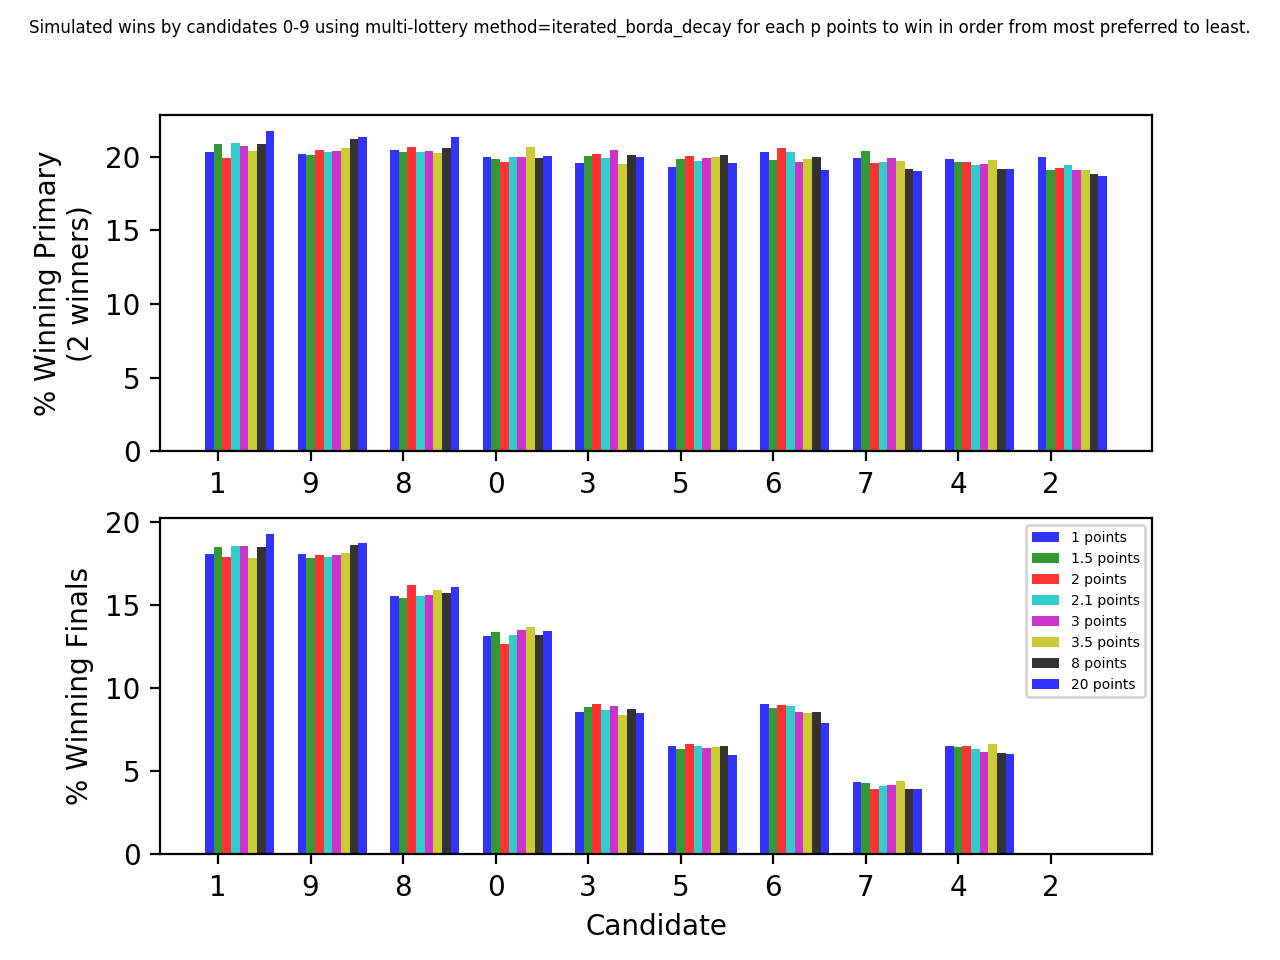 Simulated wins by candidates 0-9 using multi-lottery method=iterated_borda_decay for each p points to win in order from most preferred to least.
% Winning Primary
(2 winners)
20
15
10
5
0
1 9 8 0 3 5 6 7 4 2
% Winning Finals
20
15
10
5
0
1 points
1.5 points
2 points
2.1 points
3 points
3.5 points
8 points
20 points
1 9 8 0 3 5 6 7 4 2
Candidate